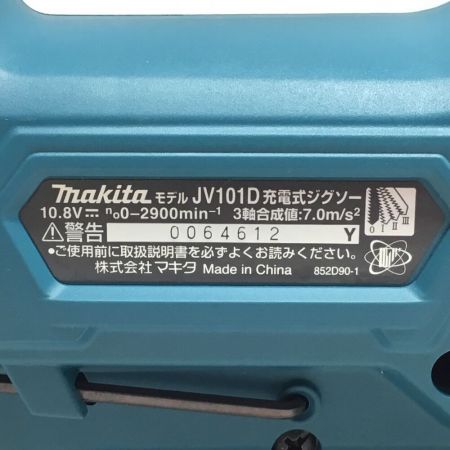 makita モデル JV101D 充電式ジグソー
10.8V⎓ n₀0−2900min⁻¹ 3軸合成値:7.0m/s²
0 I II III
⚠警告 0064612 Y
●ご使用前に取扱説明書を必ずよくお読みください。
株式会社マキタ Made in China 852D90-1